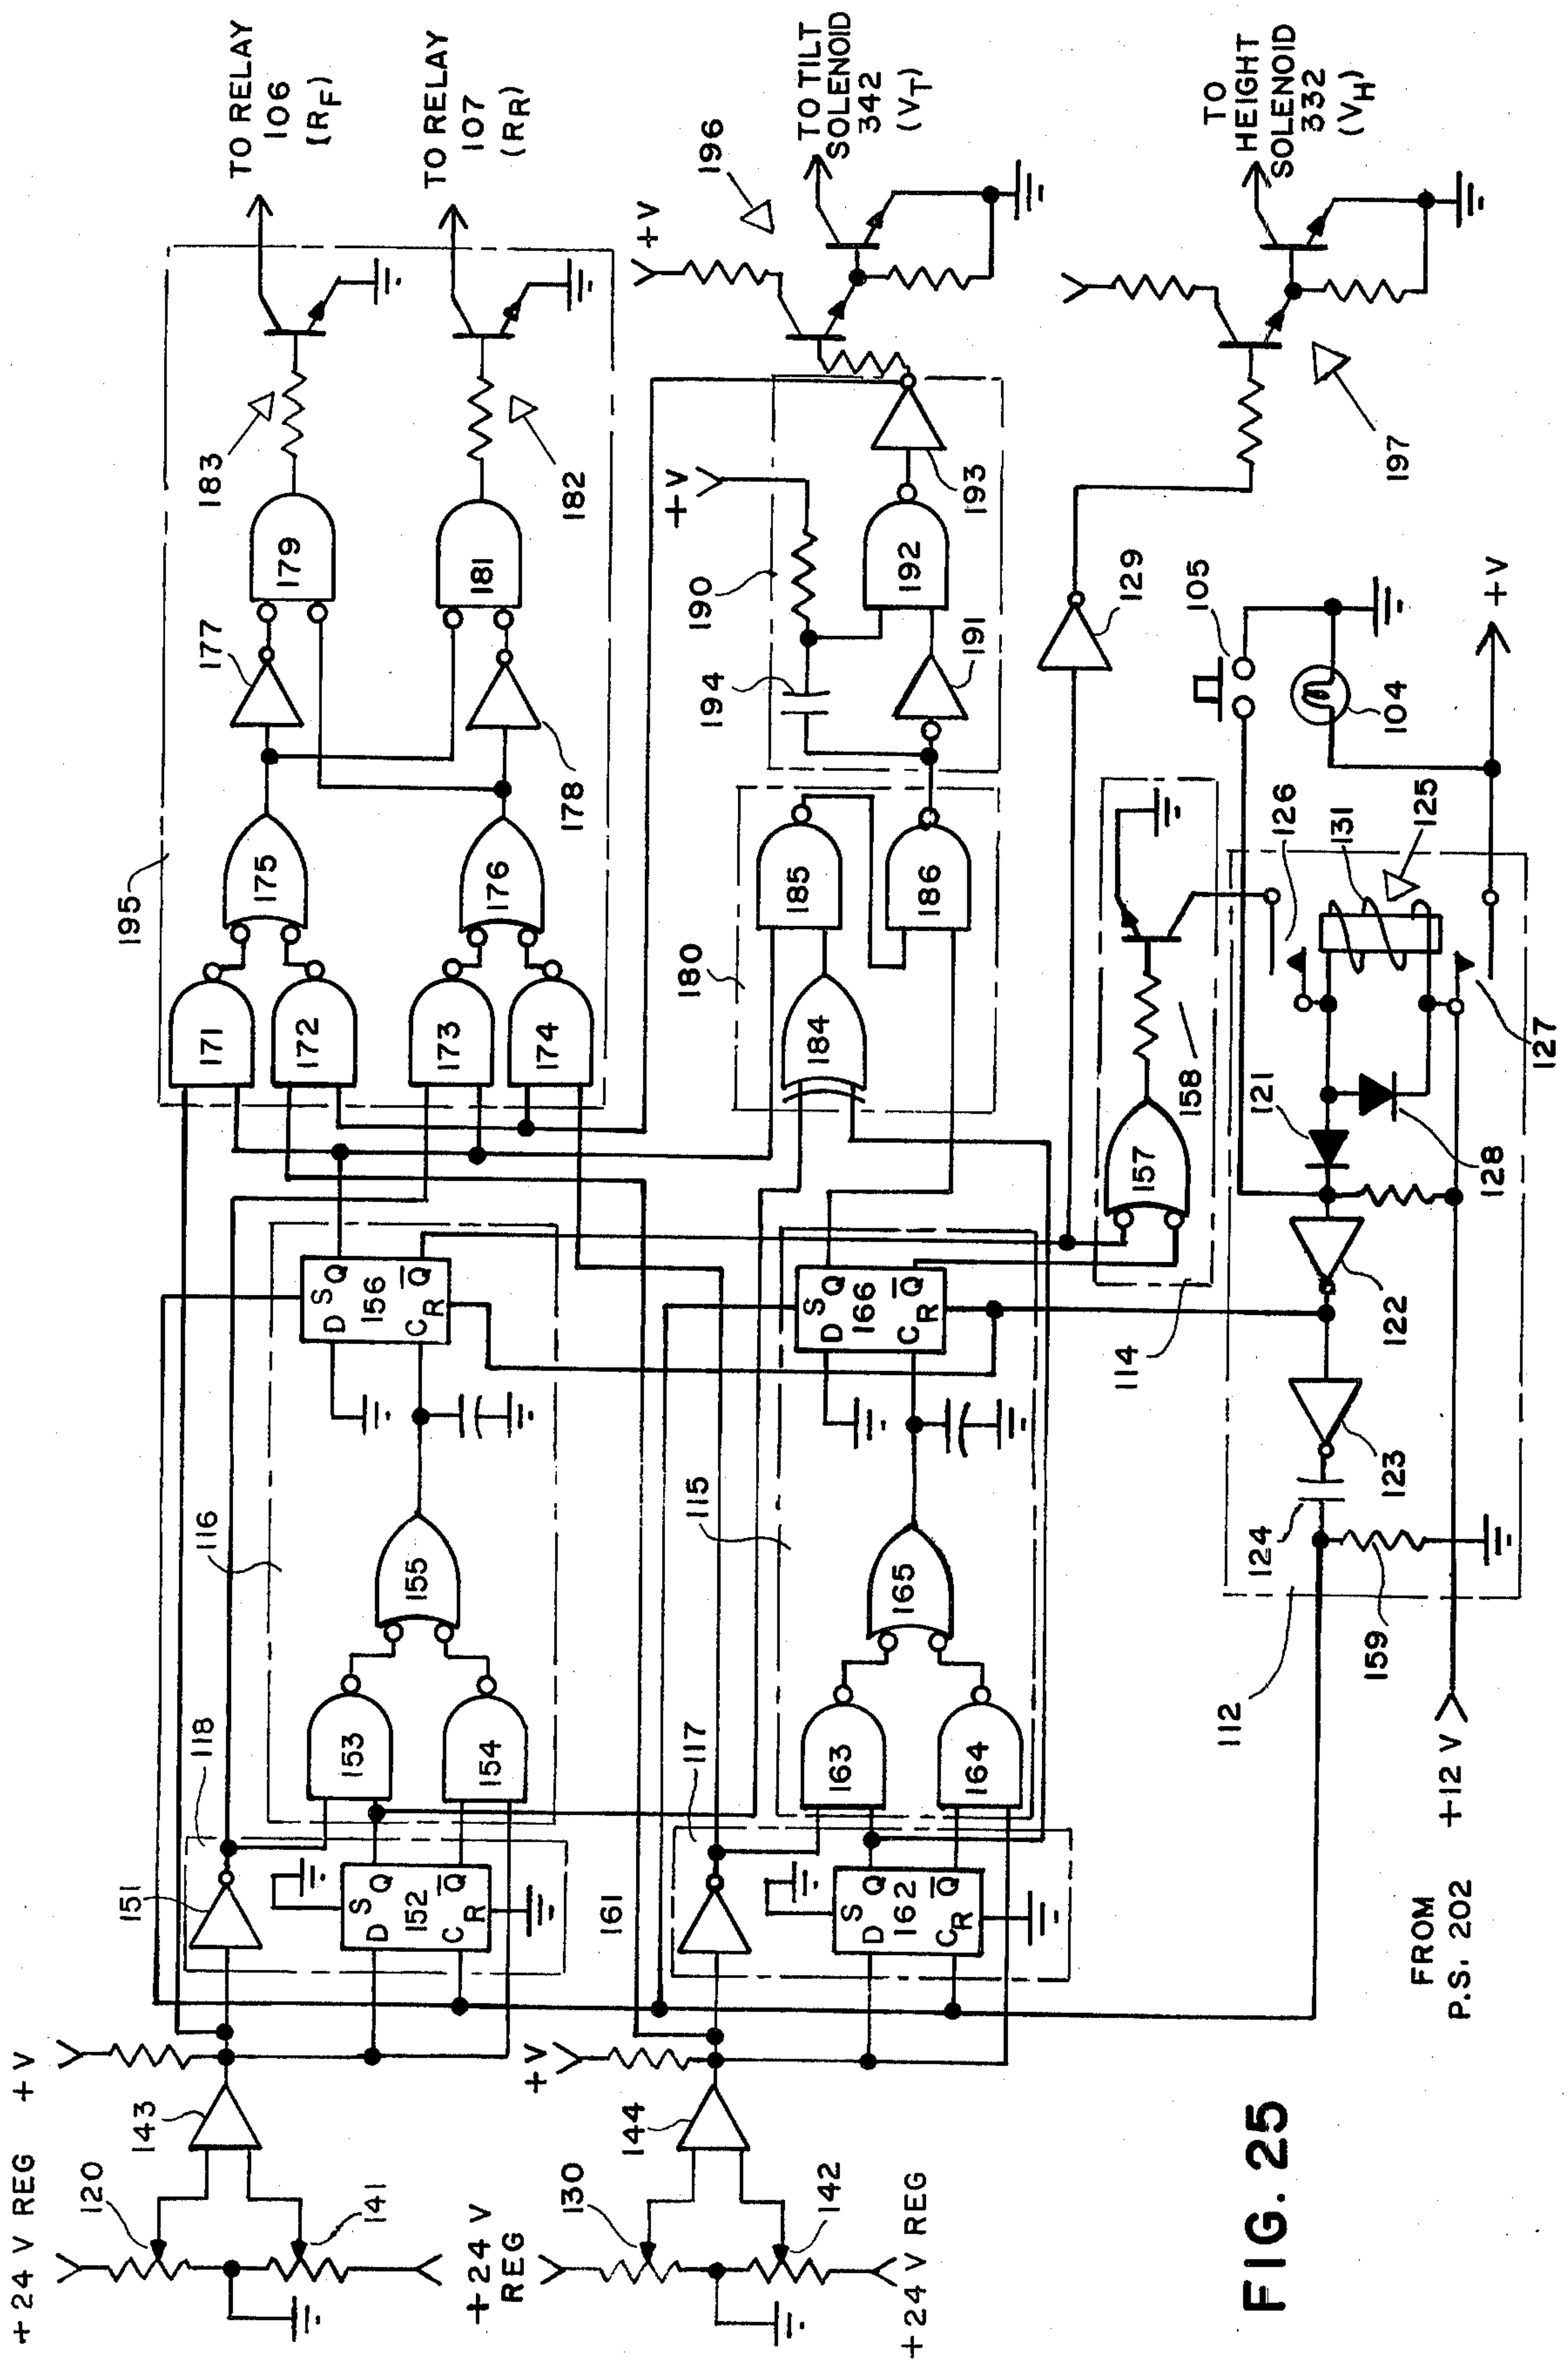 TO RELAY
106
(RF)
TO RELAY
107
(RR)
TO TILT
SOLENOID
342
(VT)
TO
HEIGHT
SOLENOID
332
(VH)
196
+V
183
182
179
181
177
178
175
176
195
171
172
173
174
+V
190
194
192
193
191
180
185
186
184
197
129
105
104
+V
126
131
125
127
121
128
122
123
124
159
112
158
157
114
116
S
Q
D
156
Q
C
R
155
153
154
118
151
S
Q
D
152
Q
C
R
115
S
Q
D
166
Q
C
R
165
163
164
117
161
S
Q
D
162
Q
C
R
+V
143
120
141
+24 V REG
+24 V
REG
+V
144
130
142
+24 V REG
FROM
P.S. 202
+12 V
FIG. 25